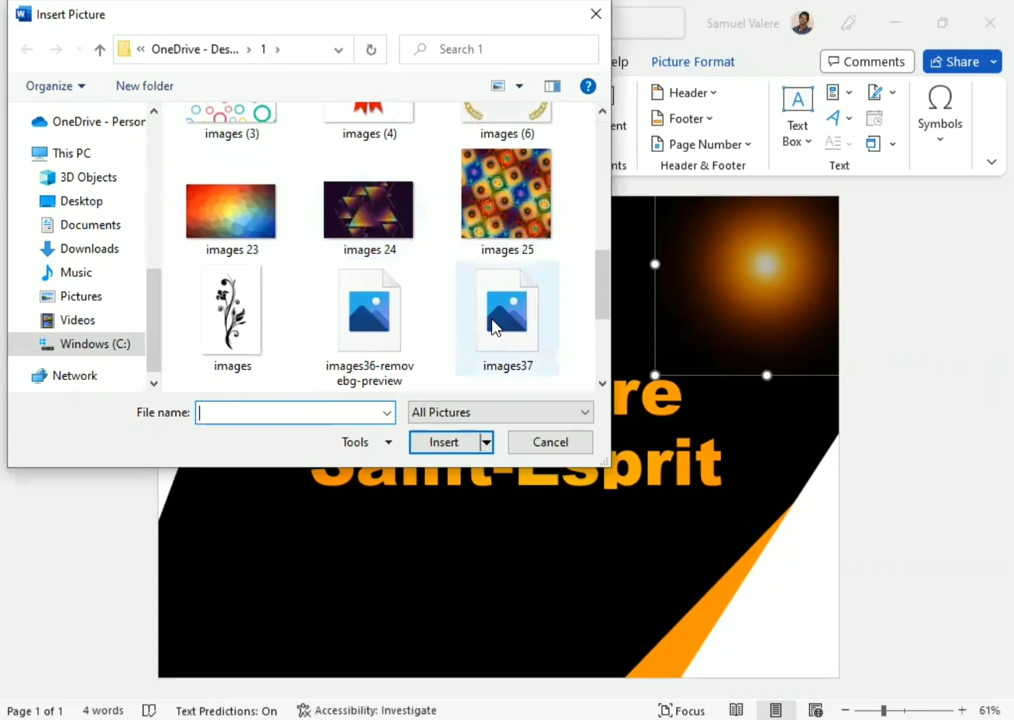 Insert Picture
Samuel Valere
« OneDrive - Des... › 1 ›
Search 1
elp
Picture Format
Comments
Share
Organize
New folder
OneDrive - Person
This PC
3D Objects
Desktop
Documents
Downloads
Music
Pictures
Videos
Windows (C:)
Network
images (3)
images (4)
images (6)
images 23
images 24
images 25
images
images36-remov
ebg-preview
images37
File name:
All Pictures
Tools
Insert
Cancel
ent
nts
Header
Footer
Page Number
Header & Footer
A
Text
Box
Text
Ω
Symbols
re
Saint-Esprit
Page 1 of 1
4 words
Text Predictions: On
Accessibility: Investigate
Focus
61%